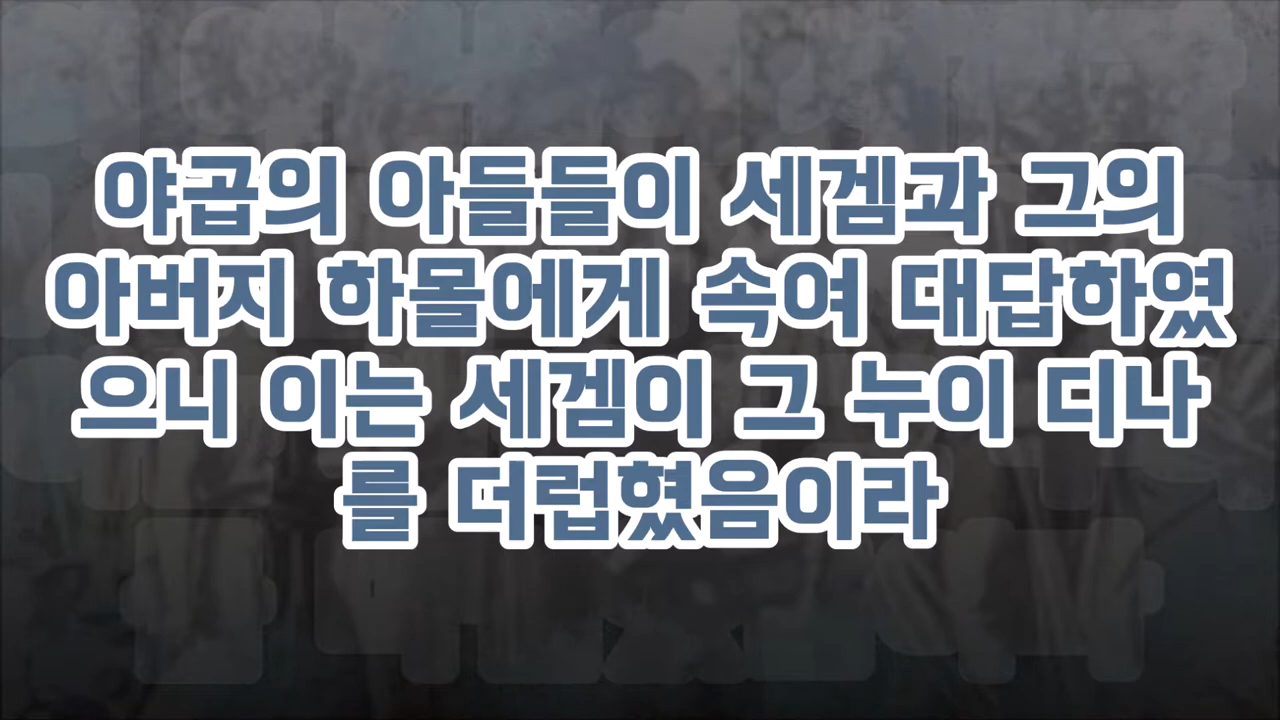 야곱의 아들들이 세겜과 그의
아버지 하몰에게 속여 대답하였
으니 이는 세겜이 그 누이 디나
를 더럽혔음이라